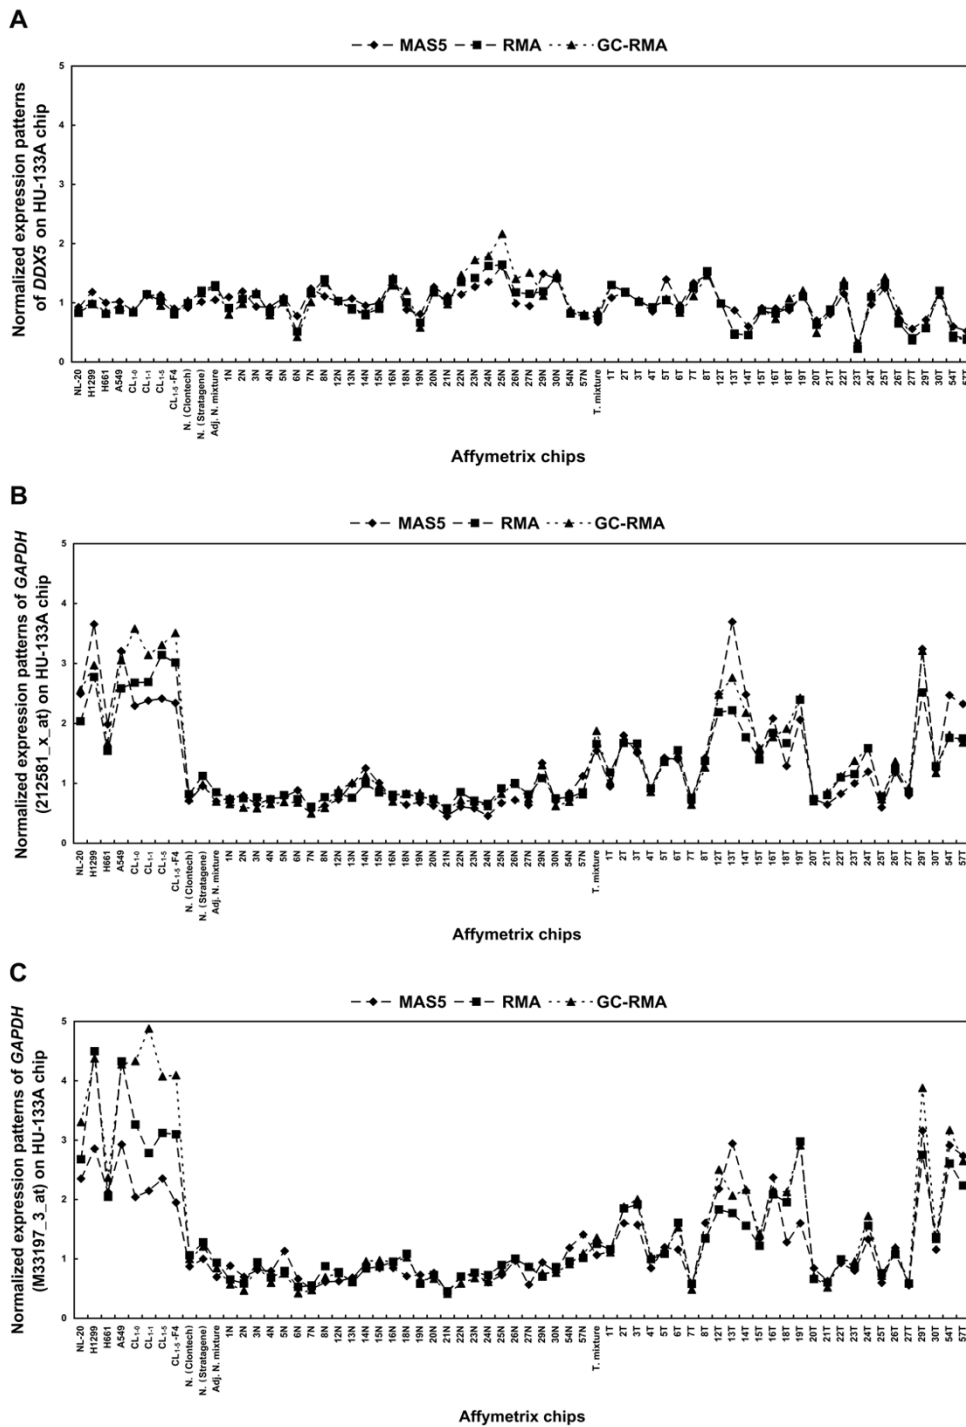 A
MAS5 RMA GC-RMA
Normalized expression patterns
of DDX5 on HU-133A chip
5
4
3
2
1
0
NL-20 H1299 H661 A549 CL1-0 CL1-1 CL1-5 CL1-5-F4 N. (Clontech) N. (Stratagene) Adj. N. mixture 1N 2N 3N 4N 5N 6N 7N 8N 12N 13N 14N 15N 16N 18N 19N 20N 21N 22N 23N 24N 25N 26N 27N 29N 30N 54N 57N T. mixture 1T 2T 3T 4T 5T 6T 7T 8T 12T 13T 14T 15T 16T 18T 19T 20T 21T 22T 23T 24T 25T 26T 27T 29T 30T 54T 57T
Affymetrix chips
B
MAS5 RMA GC-RMA
Normalized expression patterns of GAPDH
(212581_x_at) on HU-133A chip
5
4
3
2
1
0
NL-20 H1299 H661 A549 CL1-0 CL1-1 CL1-5 CL1-5-F4 N. (Clontech) N. (Stratagene) Adj. N. mixture 1N 2N 3N 4N 5N 6N 7N 8N 12N 13N 14N 15N 16N 18N 19N 20N 21N 22N 23N 24N 25N 26N 27N 29N 30N 54N 57N T. mixture 1T 2T 3T 4T 5T 6T 7T 8T 12T 13T 14T 15T 16T 18T 19T 20T 21T 22T 23T 24T 25T 26T 27T 29T 30T 54T 57T
Affymetrix chips
C
MAS5 RMA GC-RMA
Normalized expression patterns of GAPDH
(M33197_3_at) on HU-133A chip
5
4
3
2
1
0
NL-20 H1299 H661 A549 CL1-0 CL1-1 CL1-5 CL1-5-F4 N. (Clontech) N. (Stratagene) Adj. N. mixture 1N 2N 3N 4N 5N 6N 7N 8N 12N 13N 14N 15N 16N 18N 19N 20N 21N 22N 23N 24N 25N 26N 27N 29N 30N 54N 57N T. mixture 1T 2T 3T 4T 5T 6T 7T 8T 12T 13T 14T 15T 16T 18T 19T 20T 21T 22T 23T 24T 25T 26T 27T 29T 30T 54T 57T
Affymetrix chips